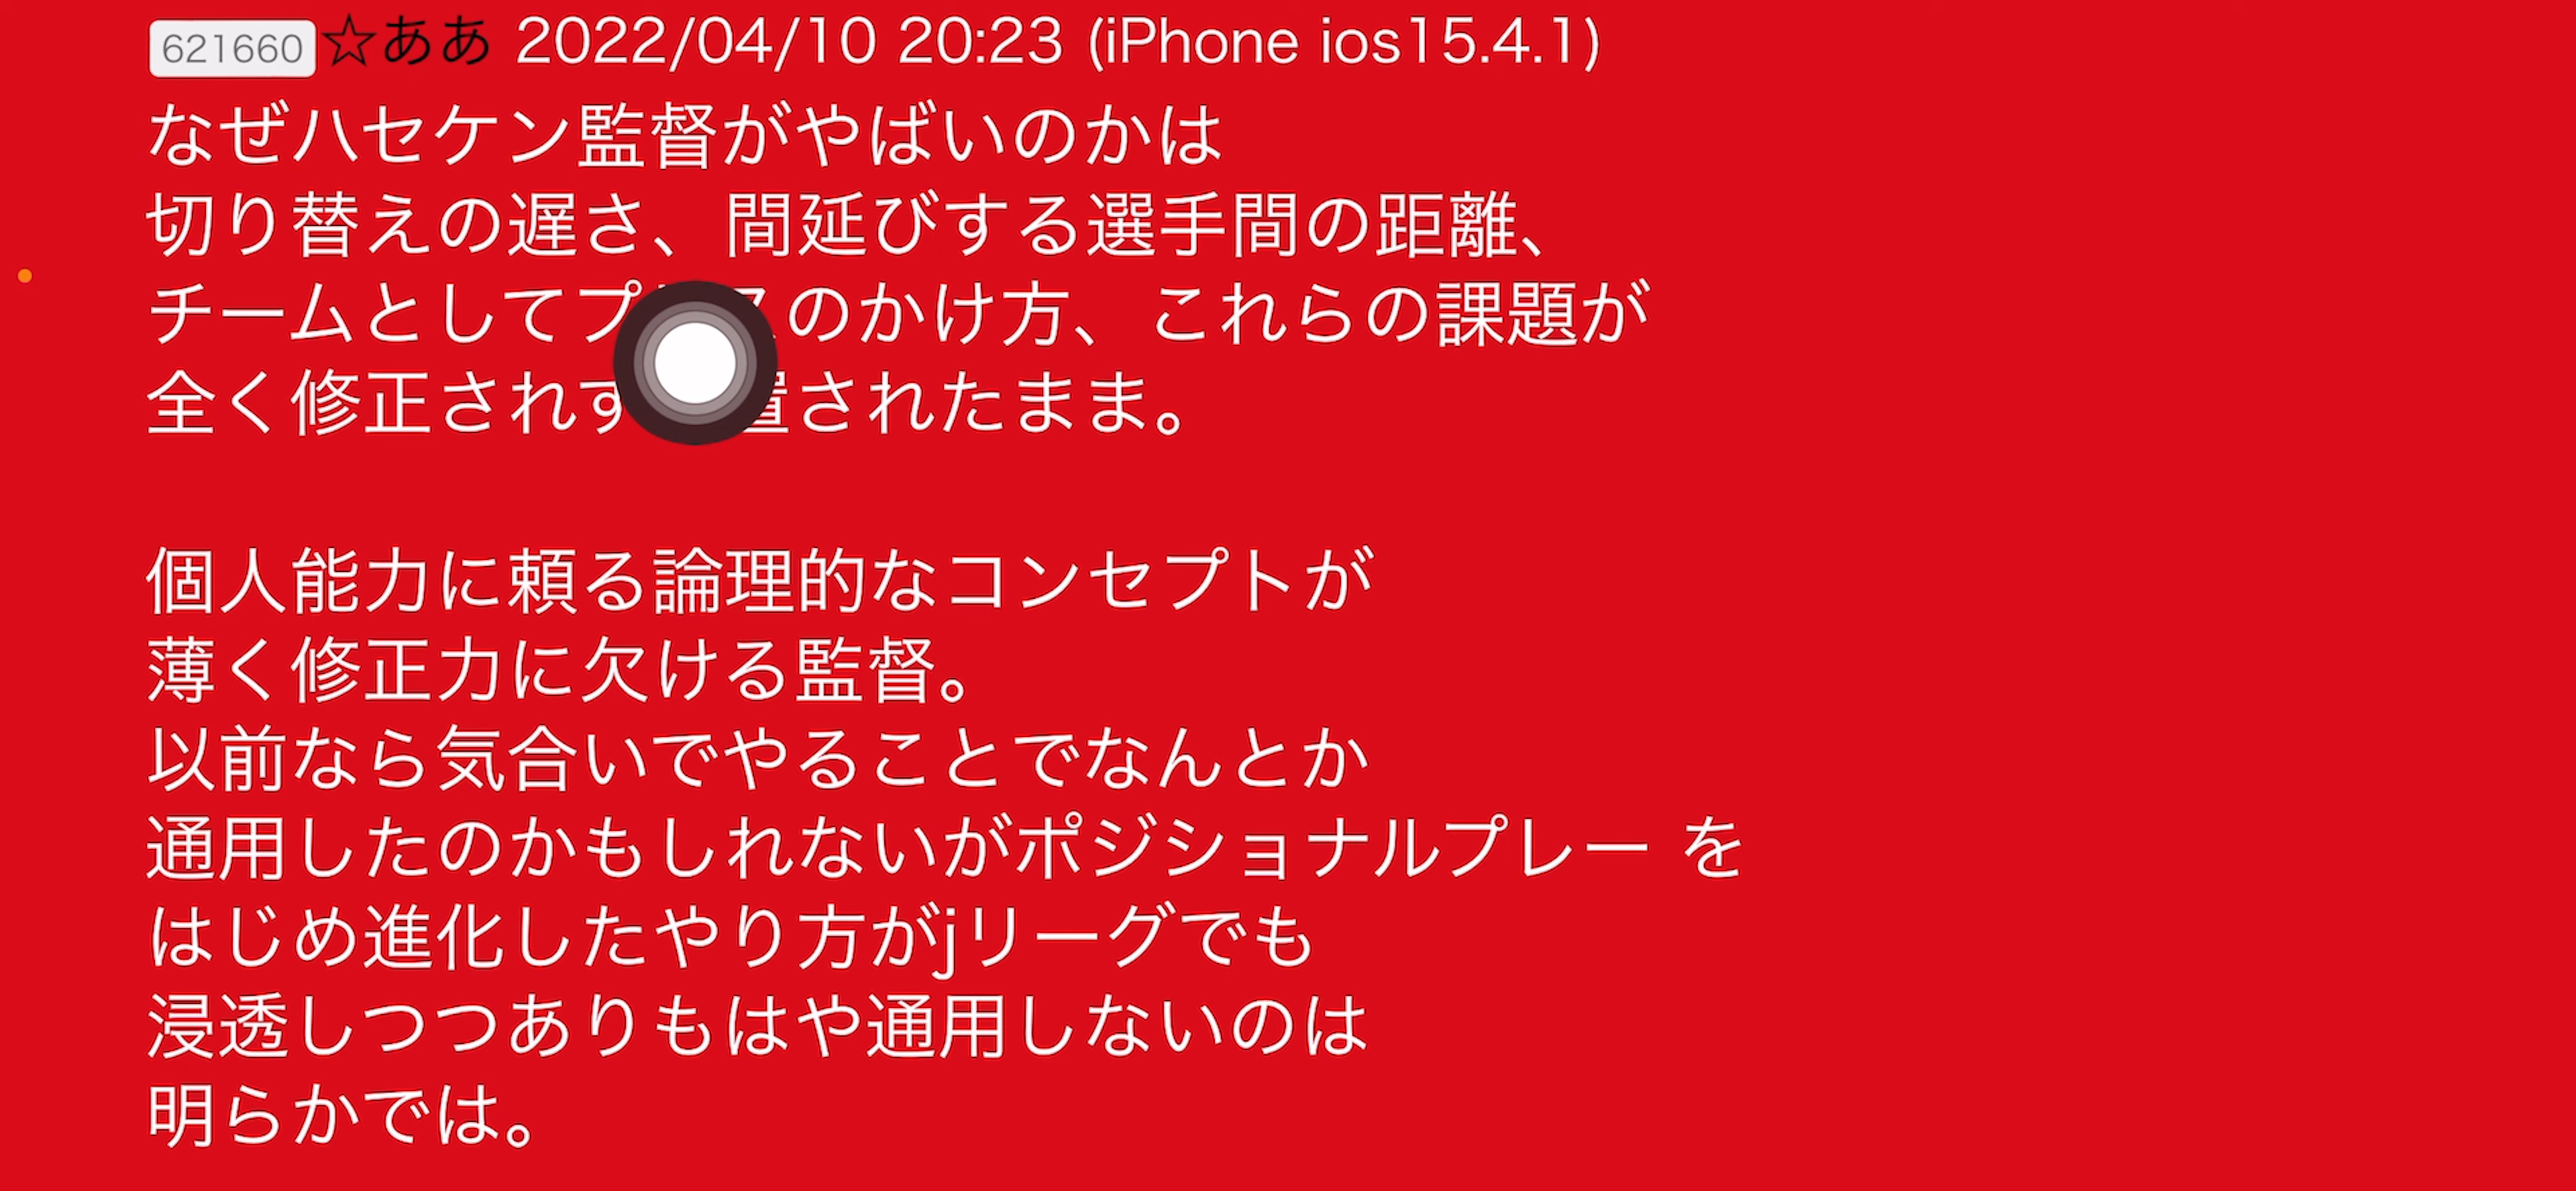 621660 ☆ああ 2022/04/10 20:23 (iPhone ios15.4.1)
なぜハセケン監督がやばいのかは
切り替えの遅さ、間延びする選手間の距離、
チームとしてプ スのかけ方、これらの課題が
全く修正されず 置されたまま。
個人能力に頼る論理的なコンセプトが
薄く修正力に欠ける監督。
以前なら気合いでやることでなんとか
通用したのかもしれないがポジショナルプレー を
はじめ進化したやり方がjリーグでも
浸透しつつありもはや通用しないのは
明らかでは。